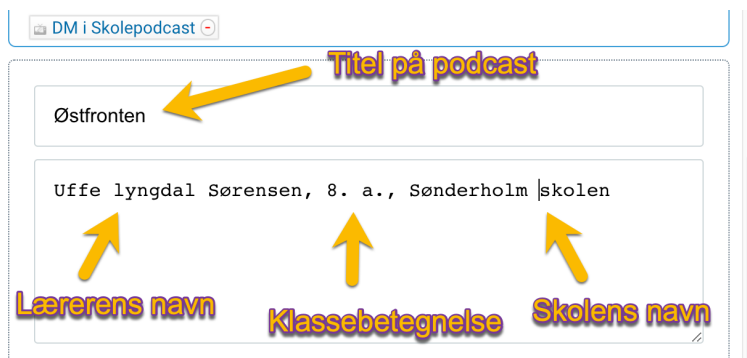 DM i Skolepodcast
Titel på podcast
Østfronten
Uffe lyngdal Sørensen, 8. a., Sønderholm skolen
Lærerens navn
Klassebetegnelse
Skolens navn